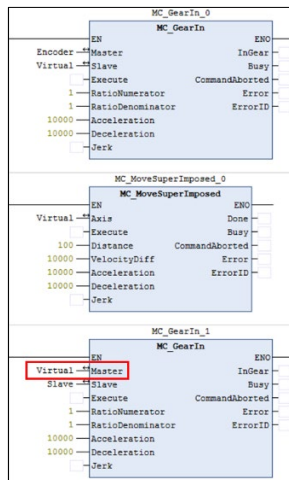 MC_GearIn_0
MC_GearIn
EN ENO
Encoder Master InGear
Virtual Slave Busy
Execute CommandAborted
1 RatioNumerator Error
1 RatioDenominator ErrorID
10000 Acceleration
10000 Deceleration
Jerk
MC_MoveSuperImposed_0
MC_MoveSuperImposed
EN ENO
Virtual Axis Done
Execute Busy
100 Distance CommandAborted
10000 VelocityDiff Error
10000 Acceleration ErrorID
10000 Deceleration
Jerk
MC_GearIn_1
MC_GearIn
EN ENO
Virtual Master InGear
Slave Slave Busy
Execute CommandAborted
1 RatioNumerator Error
1 RatioDenominator ErrorID
10000 Acceleration
10000 Deceleration
Jerk